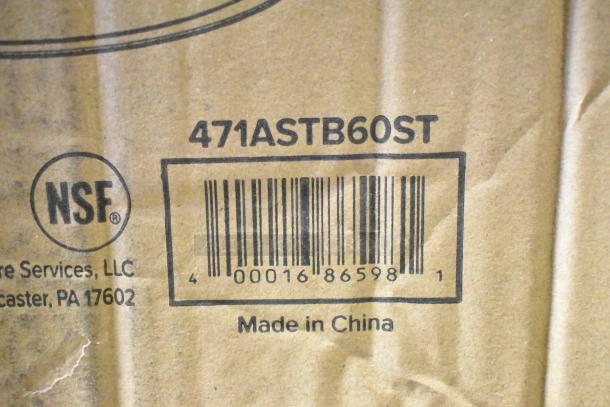 471ASTB60ST
NSF®
4 00016 86598 1
re Services, LLC
caster, PA 17602
Made in China